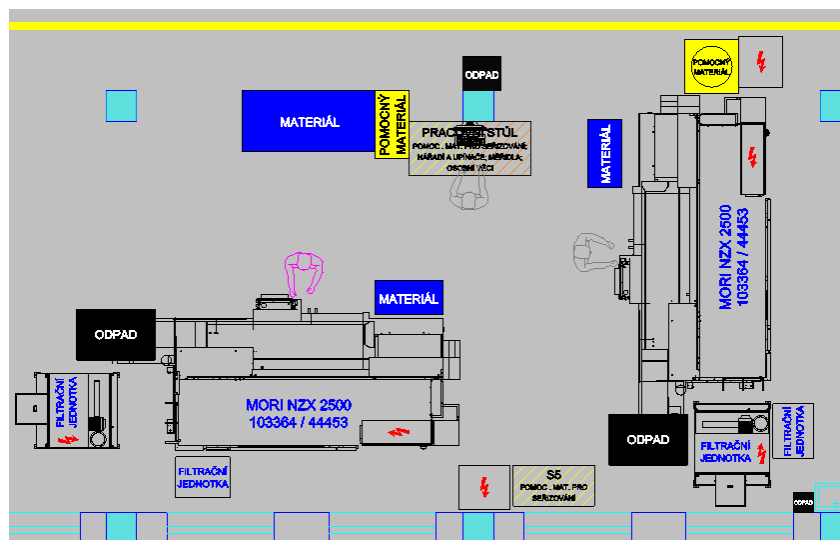 ODPAD
POMOCNÝ
MATERIÁL
MATERIÁL
POMOCNÝ
MATERIÁL
PRACOVNÍ STŮL
POMOC. MAT. PRO SEŘIZOVÁNÍ;
NÁŘADÍ A UPÍNAČE; MĚŘIDLA;
OSOBNÍ VĚCI
MATERIÁL
MORI NZX 2500
103364 / 44453
MATERIÁL
ODPAD
FILTRAČNÍ
JEDNOTKA
MORI NZX 2500
103364 / 44453
FILTRAČNÍ
JEDNOTKA
ODPAD
FILTRAČNÍ
JEDNOTKA
FILTRAČNÍ
JEDNOTKA
S5
POMOC. MAT. PRO
SEŘIZOVÁNÍ
ODPAD